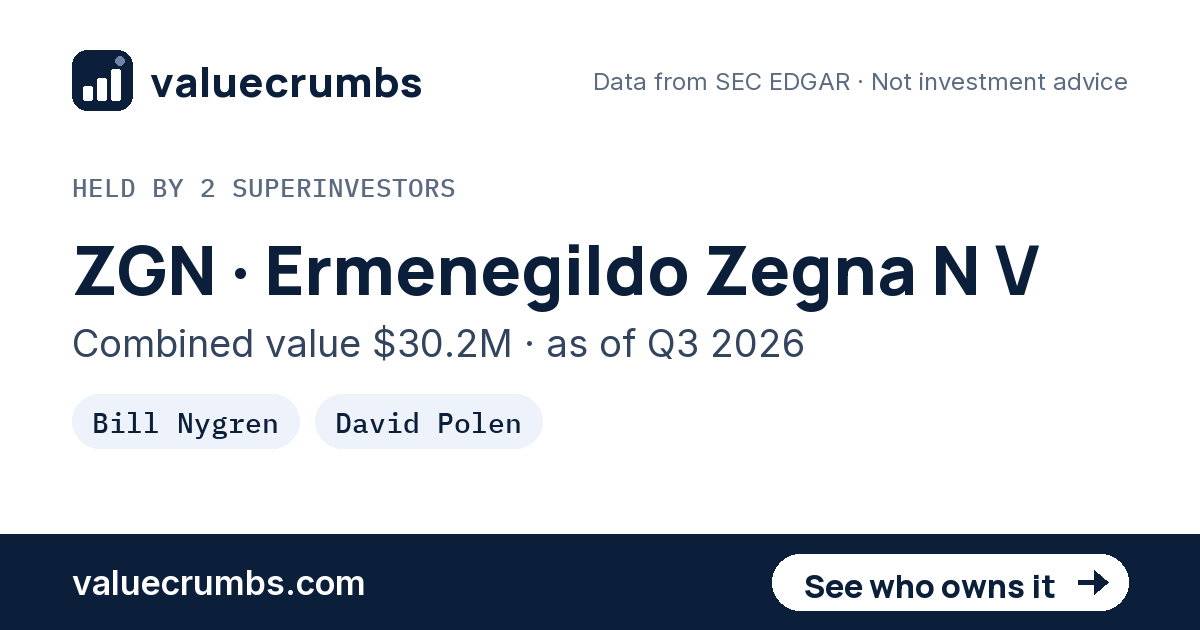 valuecrumbs
Data from SEC EDGAR · Not investment advice
HELD BY 2 SUPERINVESTORS
ZGN · Ermenegildo Zegna N V
Combined value $30.2M · as of Q3 2026
Bill Nygren
David Polen
valuecrumbs.com
See who owns it →